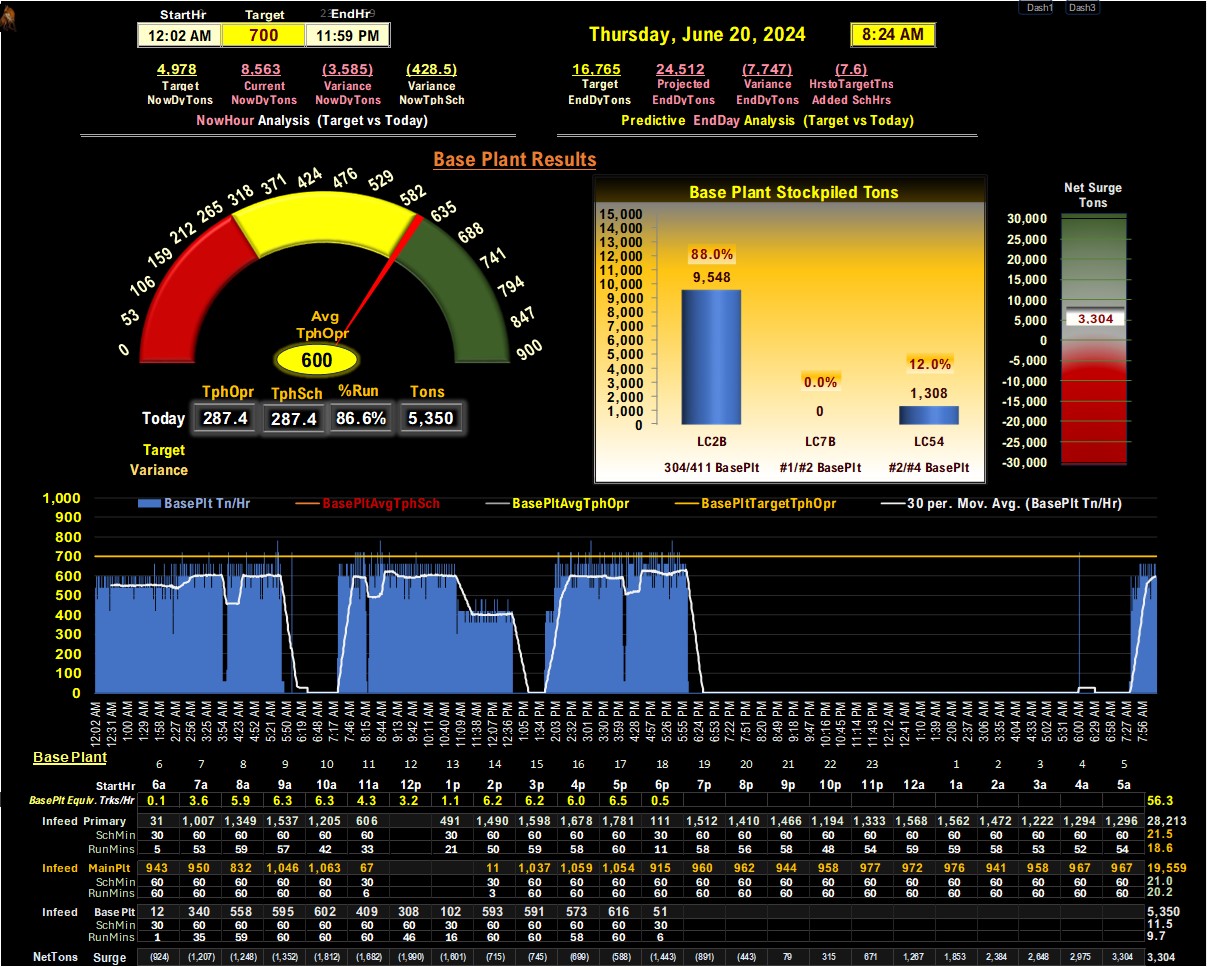 Dash1 Dash3
StartHr Target EndHr
12:02 AM 700 11:59 PM
Thursday, June 20, 2024 8:24 AM
4,978 8,563 (3,585) (428.5)
Target Current Variance Variance
NowDyTons NowDyTons NowDyTons NowTphSch
NowHour Analysis (Target vs Today)
16,765 24,512 (7,747) (7.6)
Target Projected Variance HrstoTargetTns
EndDyTons EndDyTons EndDyTons Added SchHrs
Predictive EndDay Analysis (Target vs Today)
Base Plant Results
0 53 106 159 212 265 318 371 424 476 529 582 635 688 741 794 847 900
Avg
TphOpr
600
TphOpr TphSch %Run Tons
Today 287.4 287.4 86.6% 5,350
Target
Variance
Base Plant Stockpiled Tons
15,000
14,000
13,000
12,000
11,000
10,000
9,000
8,000
7,000
6,000
5,000
4,000
3,000
2,000
1,000
0
88.0%
9,548
0.0%
0
12.0%
1,308
LC2B LC7B LC54
304/411 BasePlt #1/#2 BasePlt #2/#4 BasePlt
Net Surge
Tons
30,000
25,000
20,000
15,000
10,000
5,000
0
-5,000
-10,000
-15,000
-20,000
-25,000
-30,000
3,304
BasePlt Tn/Hr BasePltAvgTphSch BasePltAvgTphOpr BasePltTargetTphOpr 30 per. Mov. Avg. (BasePlt Tn/Hr)
1,000
900
800
700
600
500
400
300
200
100
0
12:02 AM 12:31 AM 1:00 AM 1:29 AM 1:58 AM 2:27 AM 2:56 AM 3:25 AM 3:54 AM 4:23 AM 4:52 AM 5:21 AM 5:50 AM 6:19 AM 6:48 AM 7:17 AM 7:46 AM 8:15 AM 8:44 AM 9:13 AM 9:42 AM 10:11 AM 10:40 AM 11:09 AM 11:38 AM 12:07 PM 12:36 PM 1:05 PM 1:34 PM 2:03 PM 2:32 PM 3:01 PM 3:30 PM 3:59 PM 4:28 PM 4:57 PM 5:26 PM 5:55 PM 6:24 PM 6:53 PM 7:22 PM 7:51 PM 8:20 PM 8:49 PM 9:18 PM 9:47 PM 10:16 PM 10:45 PM 11:14 PM 11:43 PM 12:12 AM 12:41 AM 1:10 AM 1:39 AM 2:08 AM 2:37 AM 3:06 AM 3:35 AM 4:04 AM 4:33 AM 5:02 AM 5:31 AM 6:00 AM 6:29 AM 6:58 AM 7:27 AM 7:56 AM
Base Plant
6 7 8 9 10 11 12 13 14 15 16 17 18 19 20 21 22 23 1 2 3 4 5
StartHr 6a 7a 8a 9a 10a 11a 12p 1p 2p 3p 4p 5p 6p 7p 8p 9p 10p 11p 12a 1a 2a 3a 4a 5a
BasePlt Equiv. Trks/Hr 0.1 3.6 5.9 6.3 6.3 4.3 3.2 1.1 6.2 6.2 6.0 6.5 0.5 56.3
Infeed Primary 31 1,007 1,349 1,537 1,205 606 491 1,490 1,598 1,678 1,781 111 1,512 1,410 1,466 1,194 1,333 1,568 1,562 1,472 1,222 1,294 1,296 28,213
SchMin 30 60 60 60 60 60 30 60 60 60 60 30 60 60 60 60 60 60 60 60 60 60 60 21.5
RunMins 5 53 59 57 42 33 21 50 59 58 60 11 58 56 58 48 54 59 59 58 53 52 54 18.6
Infeed MainPlt 943 950 832 1,046 1,063 67 11 1,037 1,059 1,054 915 960 962 944 958 977 972 976 941 958 967 967 19,559
SchMin 60 60 60 60 60 30 30 60 60 60 60 60 60 60 60 60 60 60 60 60 60 60 21.0
RunMins 60 60 60 60 60 6 3 60 60 60 60 60 60 60 60 60 60 60 60 60 60 60 20.2
Infeed Base Plt 12 340 558 595 602 409 308 102 593 591 573 616 51 5,350
SchMin 30 60 60 60 60 60 60 30 60 60 60 60 30 11.5
RunMins 1 35 59 60 60 60 46 16 60 60 58 60 6 9.7
NetTons Surge (924) (1,207) (1,248) (1,352) (1,812) (1,682) (1,990) (1,601) (715) (745) (699) (588) (1,443) (891) (443) 79 315 671 1,267 1,853 2,384 2,648 2,975 3,304 3,304